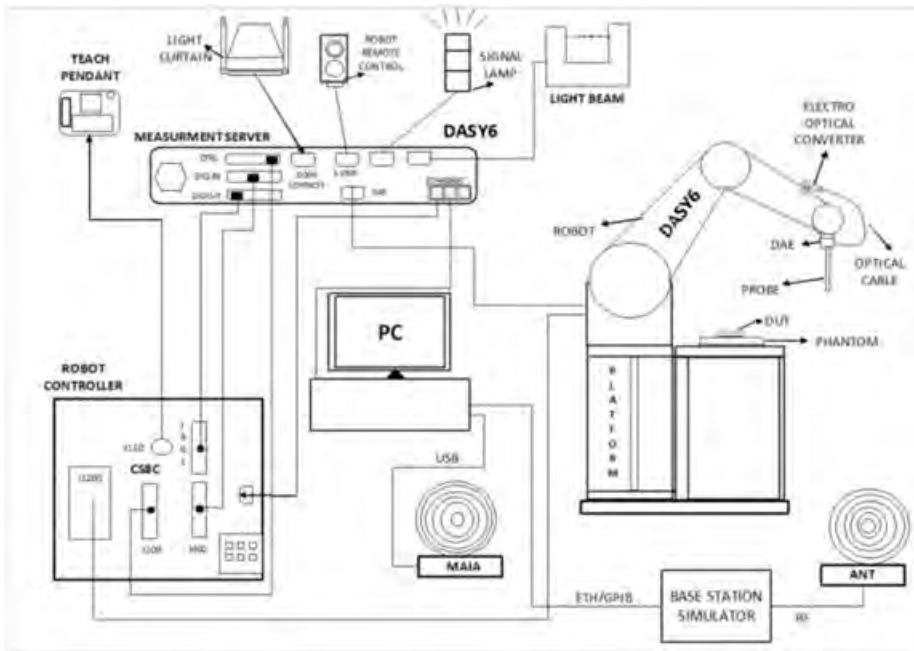 LIGHT
CURTAIN
ROBOT
REMOTE
CONTROL
SIGNAL
LAMP
LIGHT BEAM
TEACH
PENDANT
MEASURMENT SERVER
DASY6
ELECTRO
OPTICAL
CONVERTER
ROBOT
DASY6
DAE
OPTICAL
CABLE
PROBE
DUT
PHANTOM
PC
ROBOT
CONTROLLER
CS8C
USB
MAIA
PLATFORM
ETH/GPIB
BASE STATION
SIMULATOR
ANT